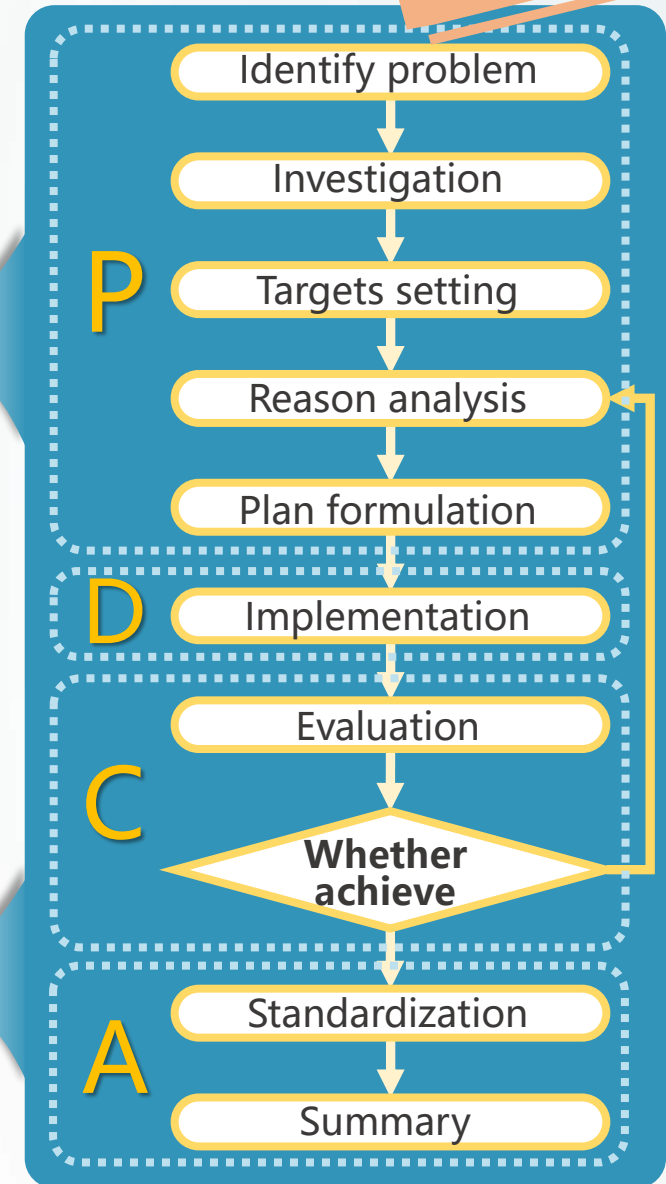 Identify problem
Investigation
Targets setting
P
Reason analysis
Plan formulation
D
Implementation
Evaluation
C
Whether
achieve
Standardization
A
Summary